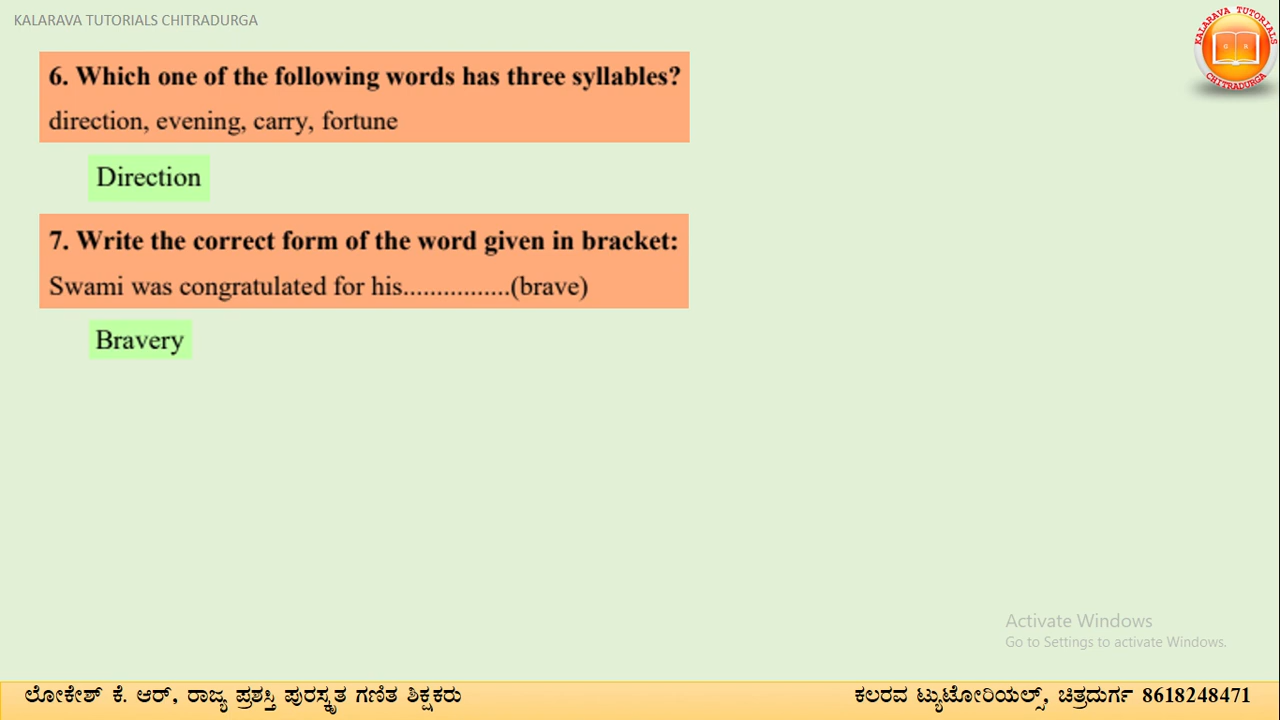 KALARAVA TUTORIALS CHITRADURGA
KALARAVA TUTORIALS
CHITRADURGA
6. Which one of the following words has three syllables?
direction, evening, carry, fortune
Direction
7. Write the correct form of the word given in bracket:
Swami was congratulated for his................(brave)
Bravery
Activate Windows
Go to Settings to activate Windows.
ಲೋಕೇಶ್ ಕೆ. ಆರ್, ರಾಜ್ಯ ಪ್ರಶಸ್ತಿ ಪುರಸ್ಕೃತ ಗಣಿತ ಶಿಕ್ಷಕರು
ಕಲರವ ಟ್ಯುಟೋರಿಯಲ್ಸ್, ಚಿತ್ರದುರ್ಗ 8618248471